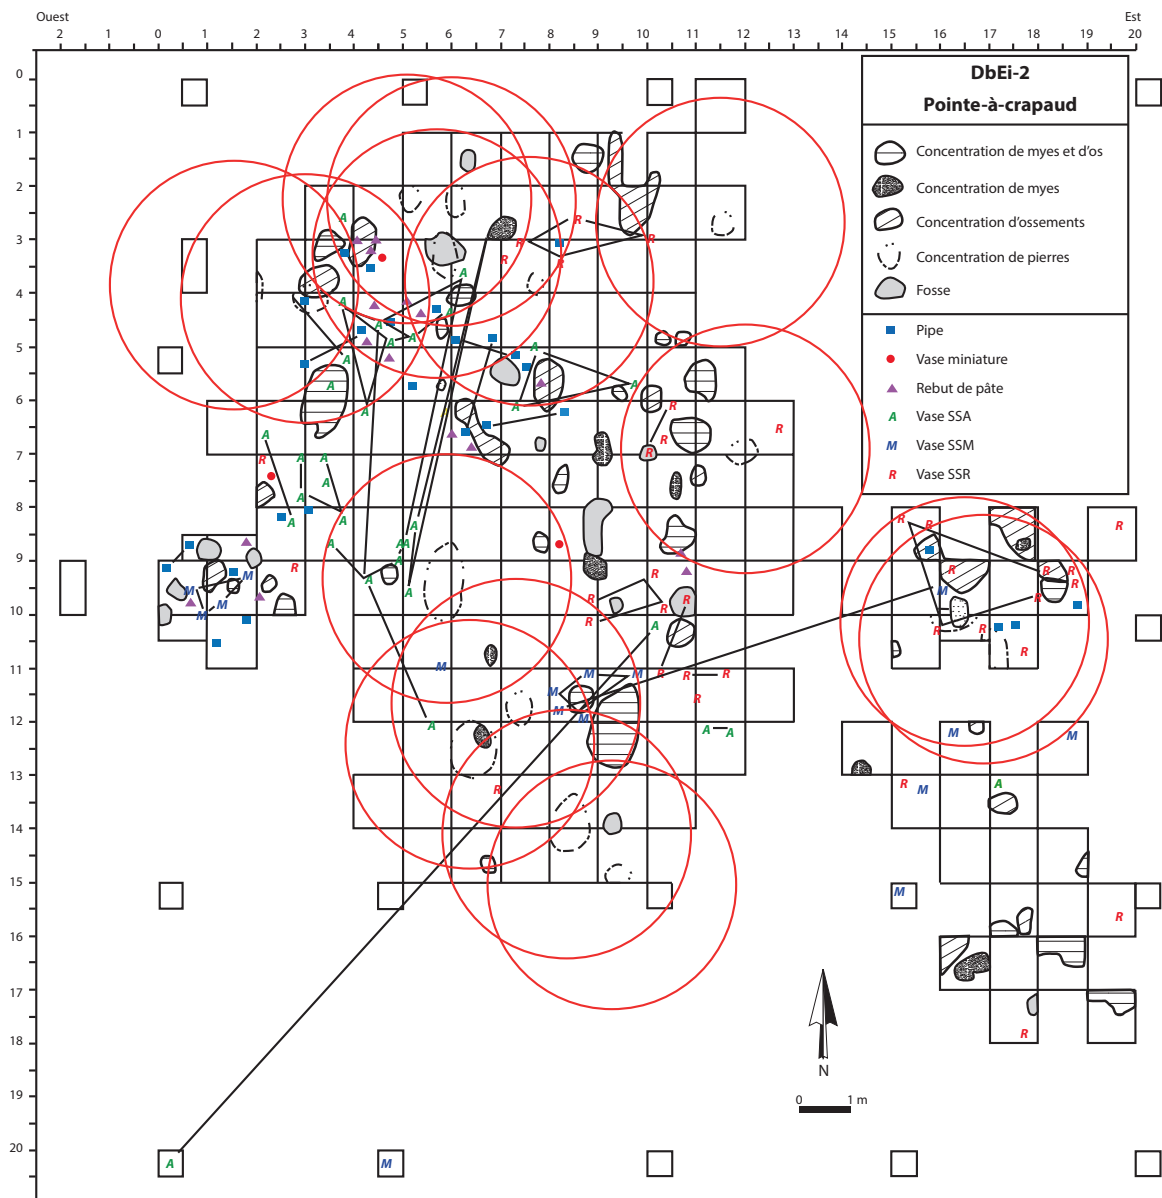 Ouest
Est
2 1 0 1 2 3 4 5 6 7 8 9 10 11 12 13 14 15 16 17 18 19 20
0
1
2
3
4
5
6
7
8
9
10
11
12
13
14
15
16
17
18
19
20
DbEi-2
Pointe-à-crapaud
Concentration de myes et d'os
Concentration de myes
Concentration d'ossements
Concentration de pierres
Fosse
Pipe
Vase miniature
Rebut de pâte
A Vase SSA
M Vase SSM
R Vase SSR
N
0 1 m